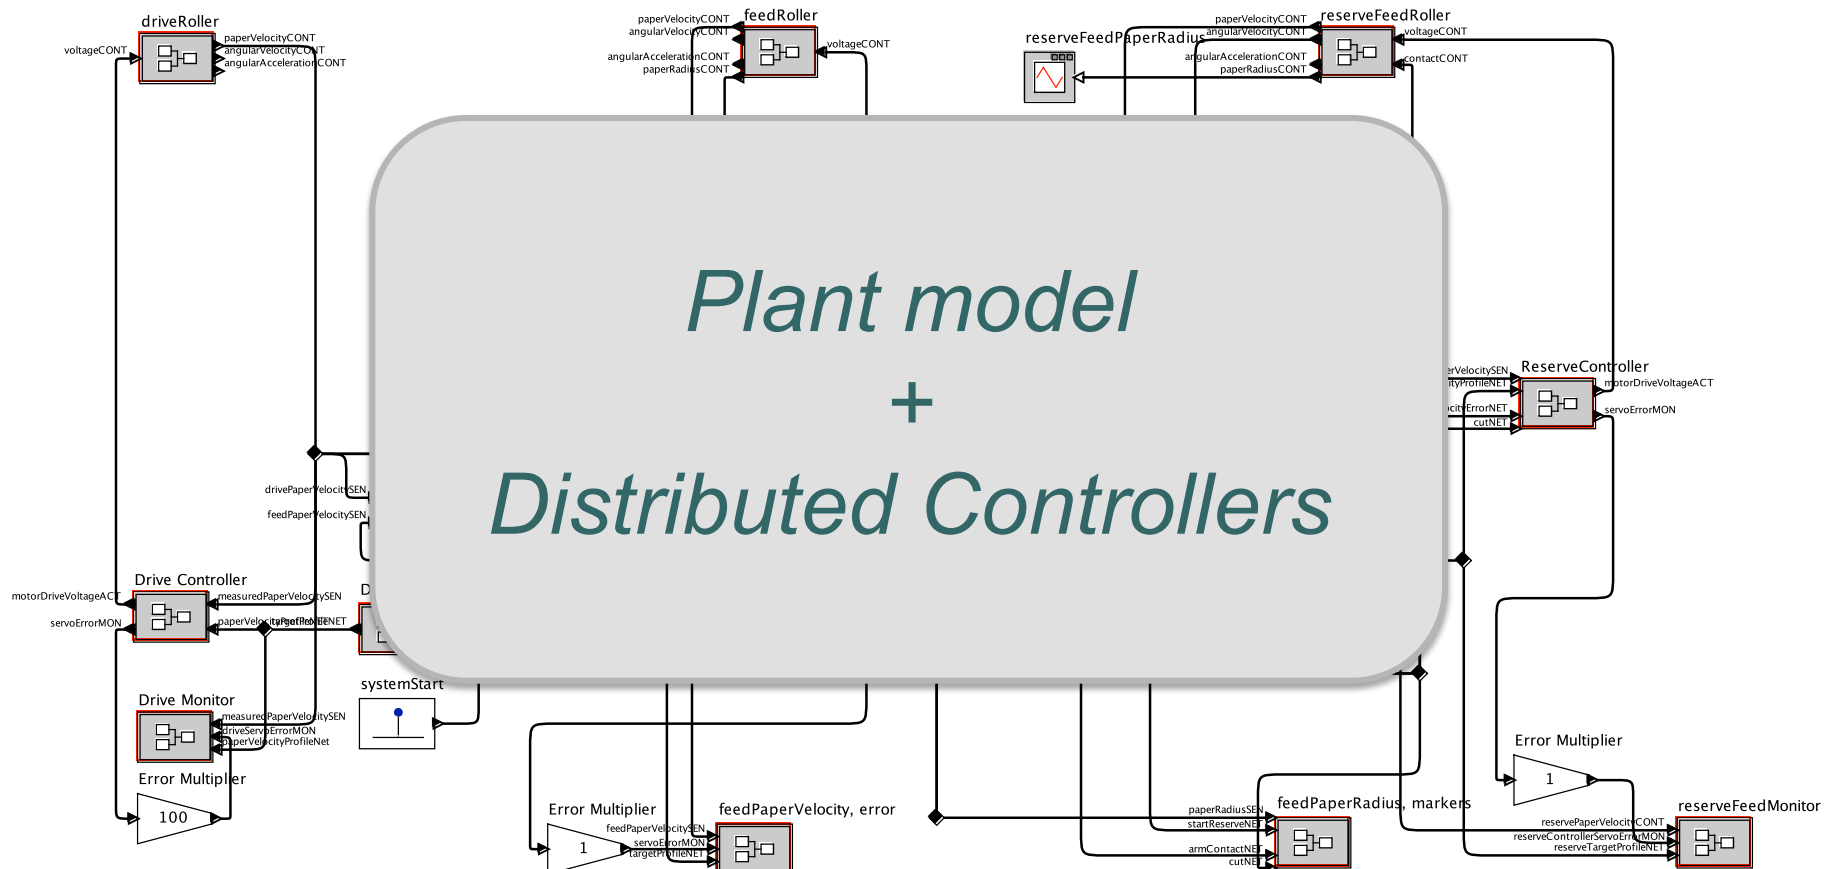 driveRoller
voltageCONT
paperVelocityCONT
angularVelocityCONT
angularAccelerationCONT
feedRoller
paperVelocityCONT
angularVelocityCONT
angularAccelerationCONT
paperRadiusCONT
voltageCONT
reserveFeedPaperRadius
reserveFeedRoller
paperVelocityCONT
angularVelocityCONT
angularAccelerationCONT
paperRadiusCONT
voltageCONT
contactCONT
Plant model
+
Distributed Controllers
ReserveController
erVelocitySEN
ityProfileNET
ocityErrorNET
cutNET
motorDriveVoltageACT
servoErrorMON
drivePaperVelocitySEN
feedPaperVelocitySEN
Drive Controller
motorDriveVoltageACT
servoErrorMON
measuredPaperVelocitySEN
D
Drive Monitor
measuredPaperVelocitySEN
driveServoErrorMON
paperVelocityProfileNet
systemStart
Error Multiplier
100
Error Multiplier
1
feedPaperVelocity, error
feedPaperVelocitySEN
servoErrorMON
targetProfileNET
feedPaperRadius, markers
paperRadiusSEN
startReserveNET
armContactNET
cutNET
Error Multiplier
1
reserveFeedMonitor
reservePaperVelocityCONT
reserveControllerServoErrorMON
reserveTargetProfileNET